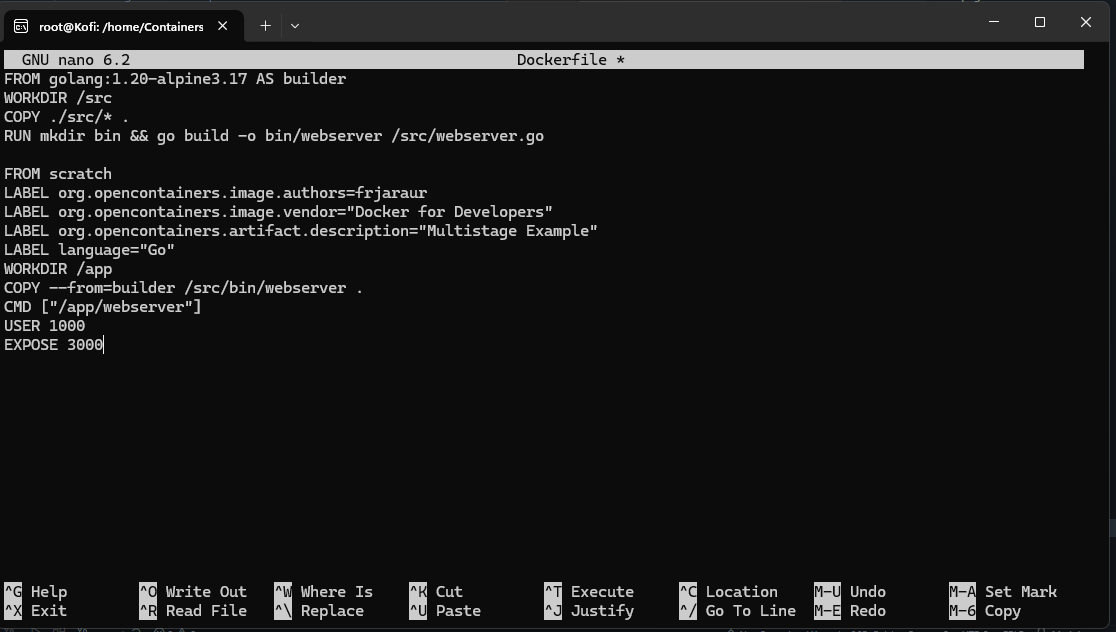 root@Kofi: /home/Containers
GNU nano 6.2 Dockerfile *
FROM golang:1.20-alpine3.17 AS builder
WORKDIR /src
COPY ./src/* .
RUN mkdir bin && go build -o bin/webserver /src/webserver.go
FROM scratch
LABEL org.opencontainers.image.authors=frjaraur
LABEL org.opencontainers.image.vendor="Docker for Developers"
LABEL org.opencontainers.artifact.description="Multistage Example"
LABEL language="Go"
WORKDIR /app
COPY --from=builder /src/bin/webserver .
CMD ["/app/webserver"]
USER 1000
EXPOSE 3000
^G Help ^O Write Out ^W Where Is ^K Cut ^T Execute ^C Location M-U Undo M-A Set Mark
^X Exit ^R Read File ^\ Replace ^U Paste ^J Justify ^/ Go To Line M-E Redo M-6 Copy